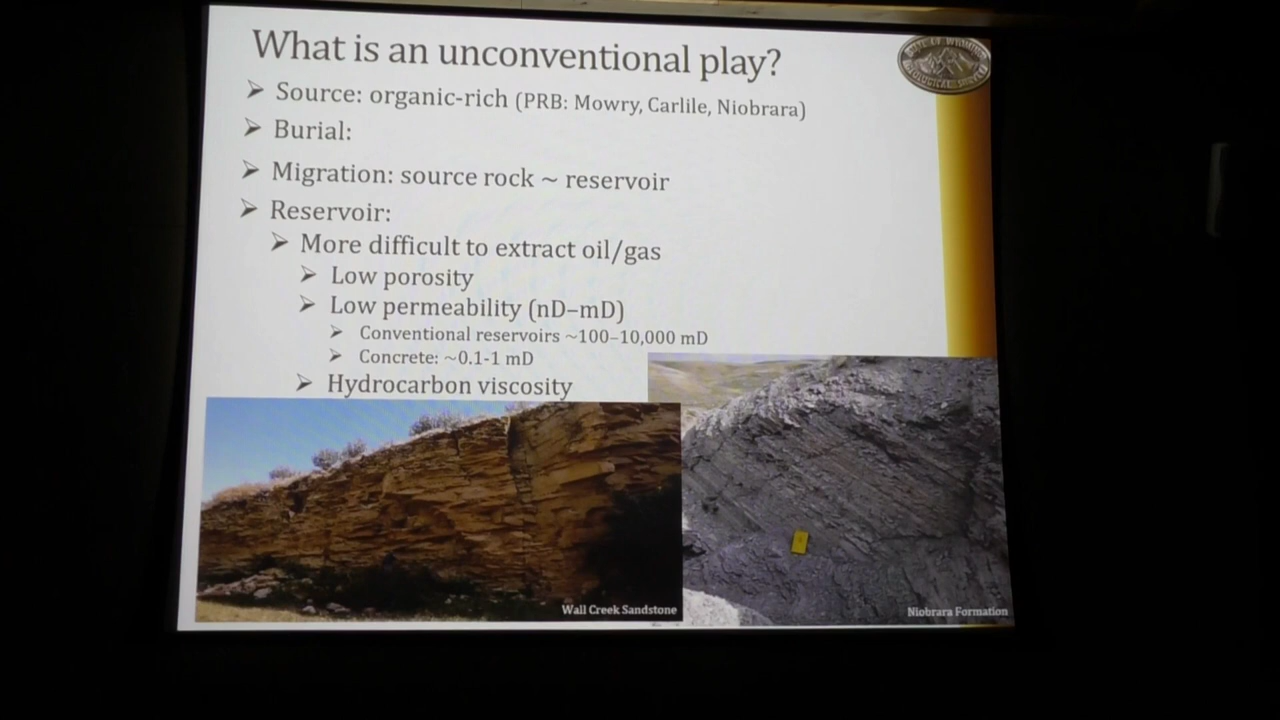 What is an unconventional play?
➤ Source: organic-rich (PRB: Mowry, Carlile, Niobrara)
➤ Burial:
➤ Migration: source rock ~ reservoir
➤ Reservoir:
➤ More difficult to extract oil/gas
➤ Low porosity
➤ Low permeability (nD–mD)
➤ Conventional reservoirs ~100–10,000 mD
➤ Concrete: ~0.1-1 mD
➤ Hydrocarbon viscosity
Wall Creek Sandstone
Niobrara Formation